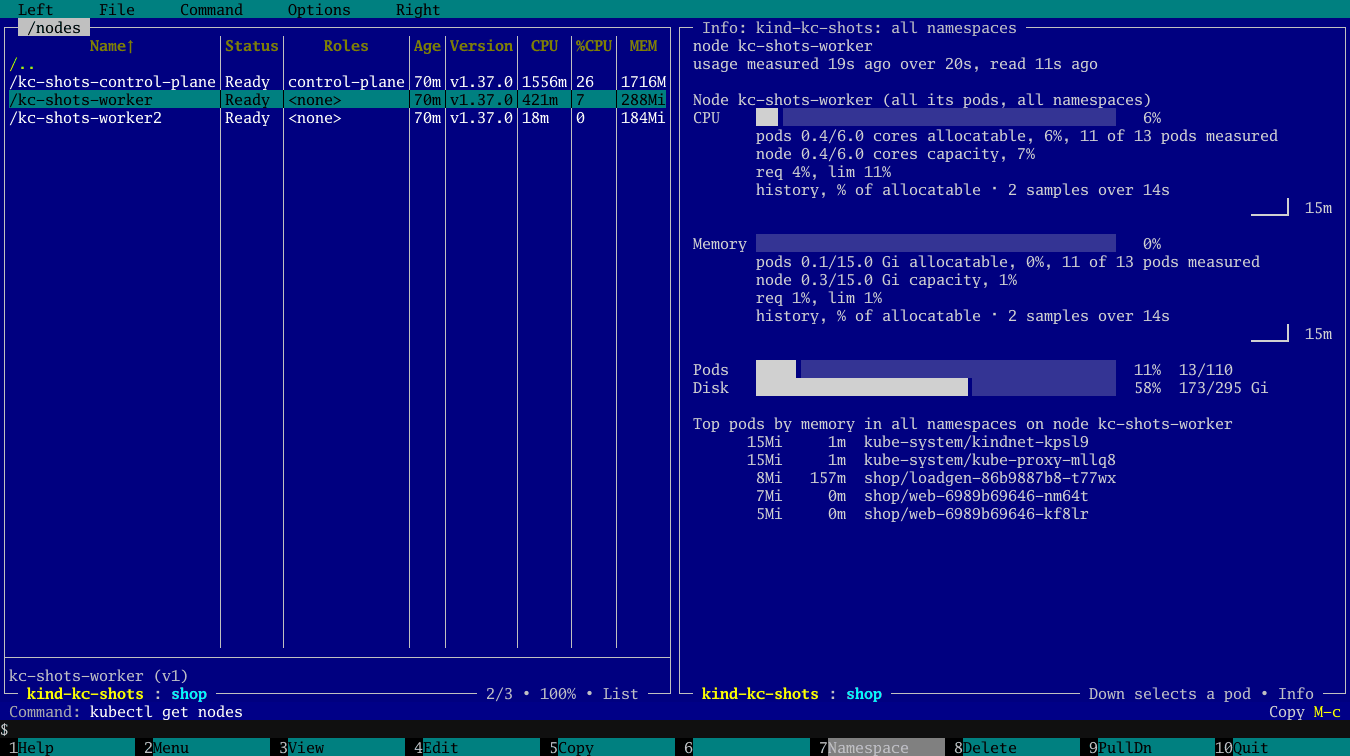 Left File Command Options Right
/nodes
Name↑ Status Roles Age Version CPU %CPU MEM
/..
/kc-shots-control-plane Ready control-plane 70m v1.37.0 1556m 26 1716M
/kc-shots-worker Ready <none> 70m v1.37.0 421m 7 288Mi
/kc-shots-worker2 Ready <none> 70m v1.37.0 18m 0 184Mi
kc-shots-worker (v1)
kind-kc-shots : shop 2/3 • 100% • List
Info: kind-kc-shots: all namespaces
node kc-shots-worker
usage measured 19s ago over 20s, read 11s ago
Node kc-shots-worker (all its pods, all namespaces)
CPU 6%
pods 0.4/6.0 cores allocatable, 6%, 11 of 13 pods measured
node 0.4/6.0 cores capacity, 7%
req 4%, lim 11%
history, % of allocatable · 2 samples over 14s
15m
Memory 0%
pods 0.1/15.0 Gi allocatable, 0%, 11 of 13 pods measured
node 0.3/15.0 Gi capacity, 1%
req 1%, lim 1%
history, % of allocatable · 2 samples over 14s
15m
Pods 11% 13/110
Disk 58% 173/295 Gi
Top pods by memory in all namespaces on node kc-shots-worker
15Mi 1m kube-system/kindnet-kpsl9
15Mi 1m kube-system/kube-proxy-mllq8
8Mi 157m shop/loadgen-86b9887b8-t77wx
7Mi 0m shop/web-6989b69646-nm64t
5Mi 0m shop/web-6989b69646-kf8lr
kind-kc-shots : shop Down selects a pod • Info
Command: kubectl get nodes Copy M-c
$
1Help 2Menu 3View 4Edit 5Copy 6 7Namespace 8Delete 9PullDn 10Quit